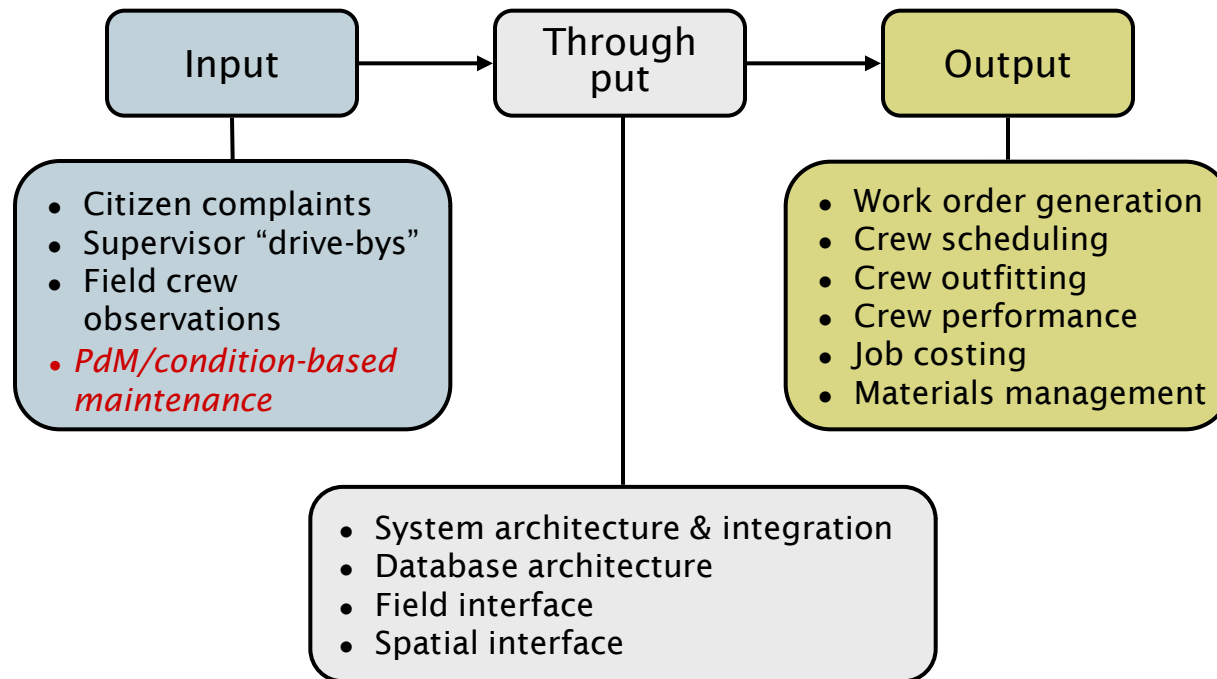 Input
Through
put
Output
• Citizen complaints
• Supervisor “drive-bys”
• Field crew
observations
• PdM/condition-based
maintenance
• Work order generation
• Crew scheduling
• Crew outfitting
• Crew performance
• Job costing
• Materials management
• System architecture & integration
• Database architecture
• Field interface
• Spatial interface